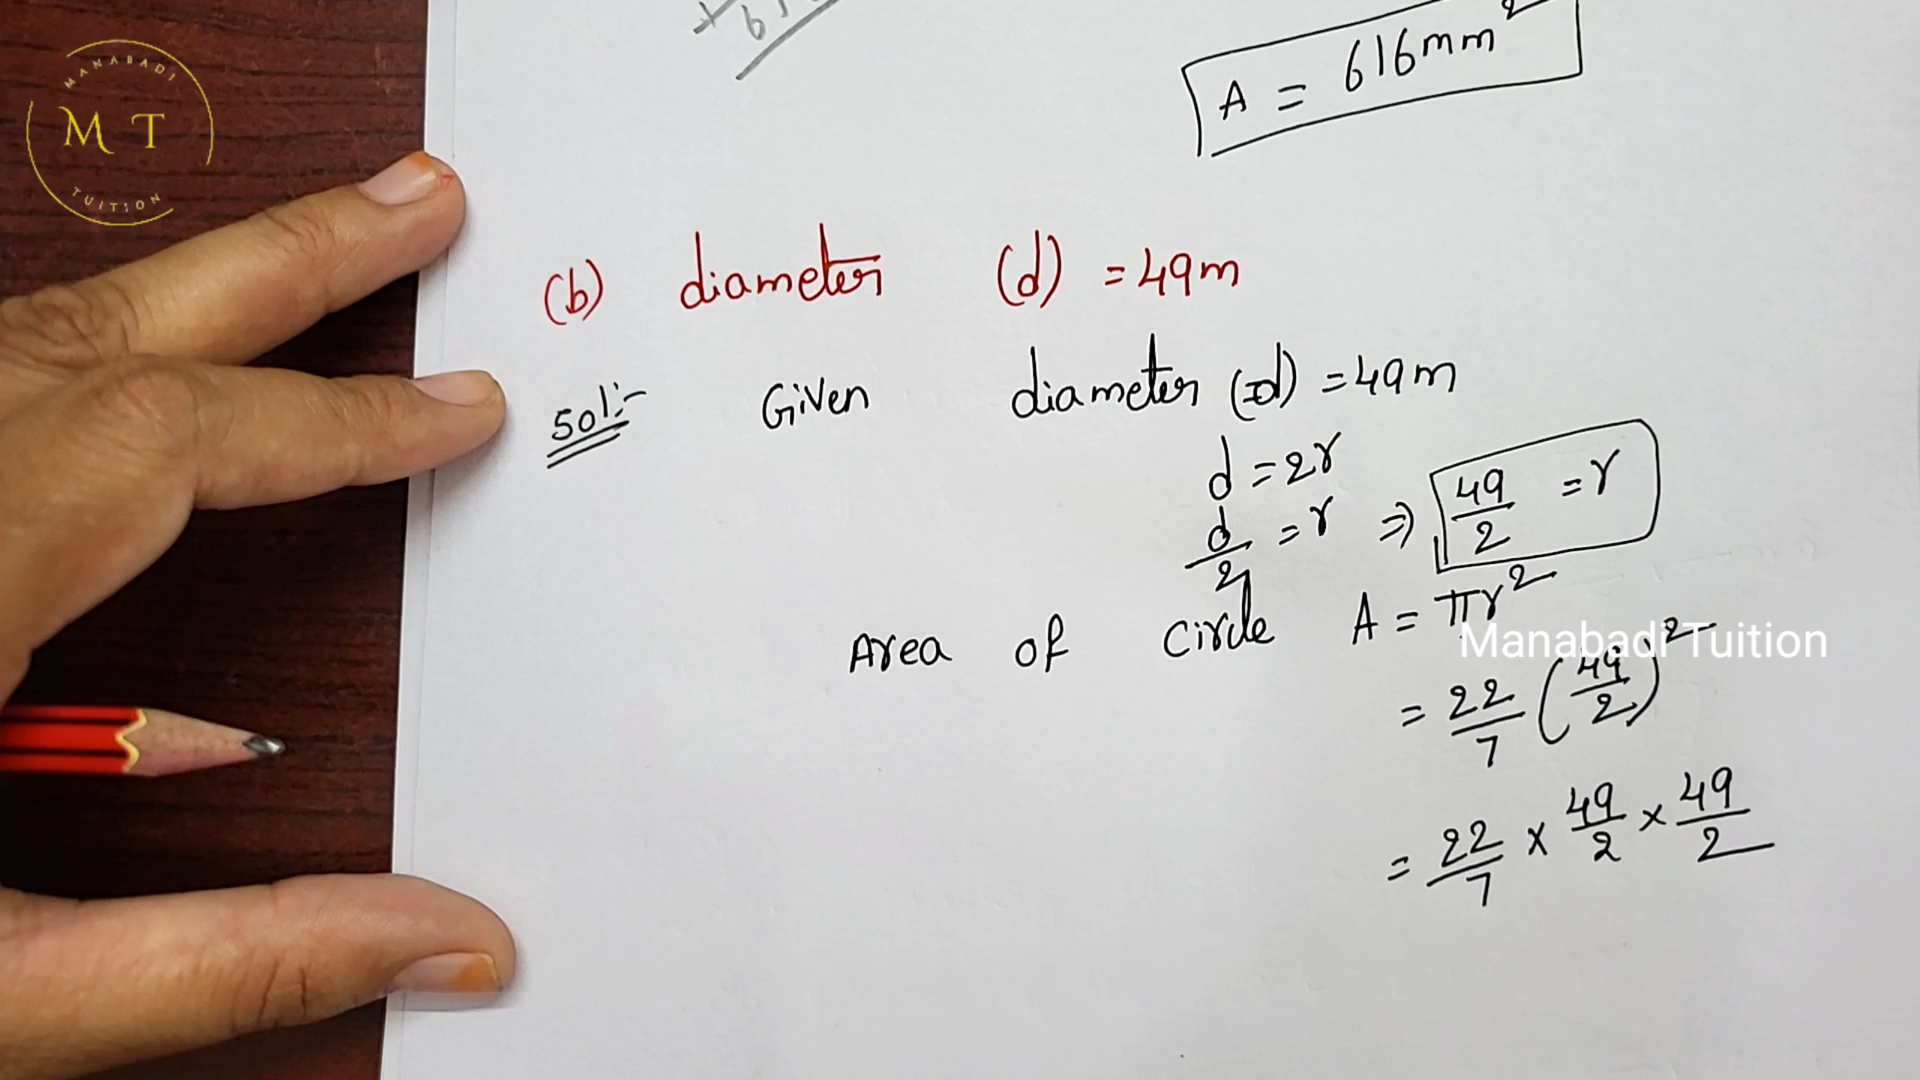 MANABADI
MT
TUITION
A = 616mm²
(b) diameter (d) = 49m
Sol:- Given diameter (d) = 49m
d = 2r
d/2 = r ⇒ 49/2 = r
Area of Circle A = πr²
Manabadi Tuition
= 22/7 (49/2)²
= 22/7 × 49/2 × 49/2